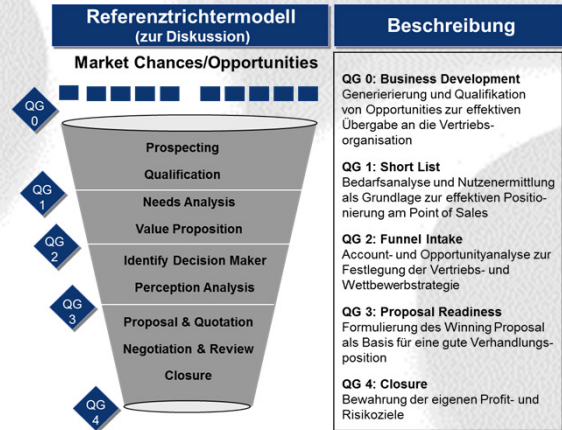 Referenztrichtermodell
(zur Diskussion)
Beschreibung
Market Chances/Opportunities
QG
0
Prospecting
Qualification
QG
1
Needs Analysis
Value Proposition
QG
2
Identify Decision Maker
Perception Analysis
QG
3
Proposal & Quotation
Negotiation & Review
Closure
QG
4
QG 0: Business Development
Generierierung und Qualifikation
von Opportunities zur effektiven
Übergabe an die Vertriebs-
organisation
QG 1: Short List
Bedarfsanalyse und Nutzenermittlung
als Grundlage zur effektiven Positio-
nierung am Point of Sales
QG 2: Funnel Intake
Account- und Opportunityanalyse zur
Festlegung der Vertriebs- und
Wettbewerbstrategie
QG 3: Proposal Readiness
Formulierung des Winning Proposal
als Basis für eine gute Verhandlungs-
position
QG 4: Closure
Bewahrung der eigenen Profit- und
Risikoziele